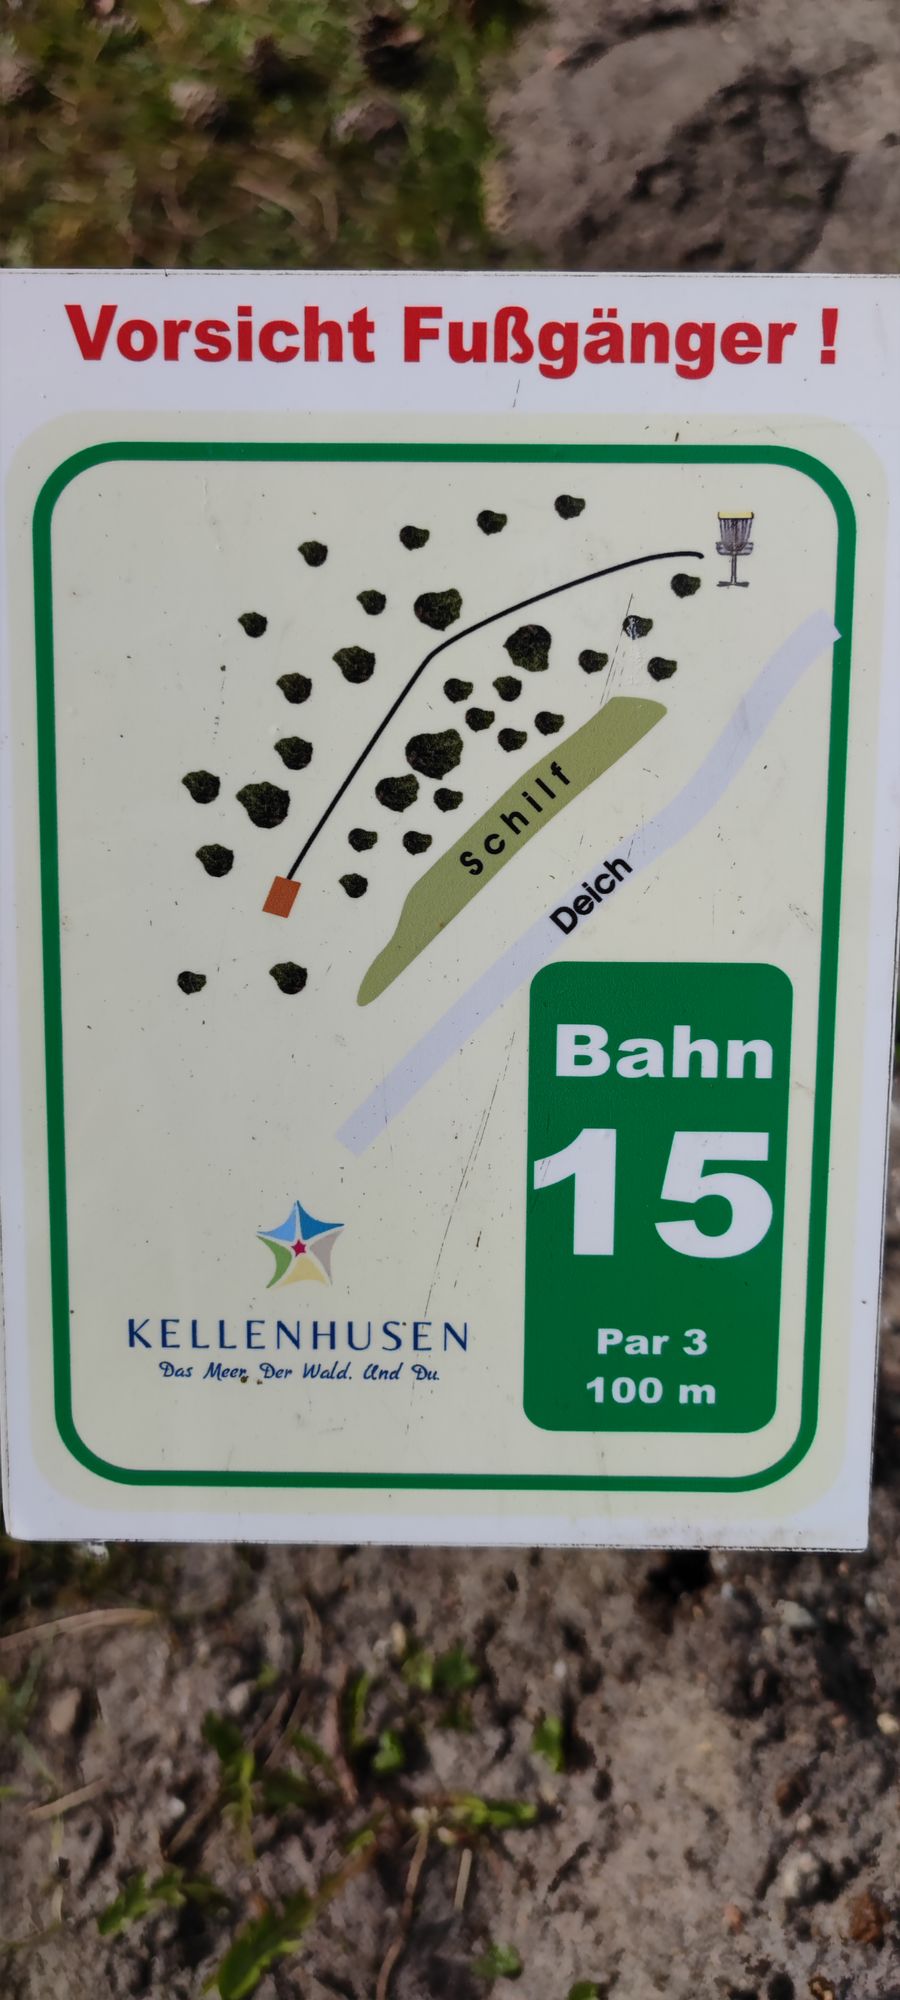 Vorsicht Fußgänger !
Schilf
Deich
Bahn
15
Par 3
100 m
KELLENHUSEN
Das Meer. Der Wald. Und Du.